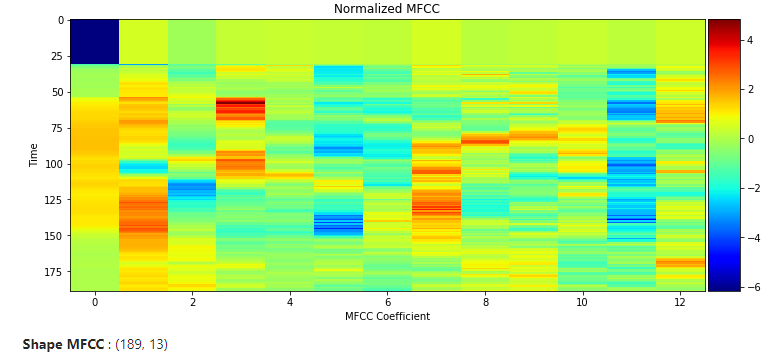 Normalized MFCC
0
25
50
75
100
125
150
175
Time
0 2 4 6 8 10 12
MFCC Coefficient
4
2
0
−2
−4
−6
Shape MFCC : (189, 13)